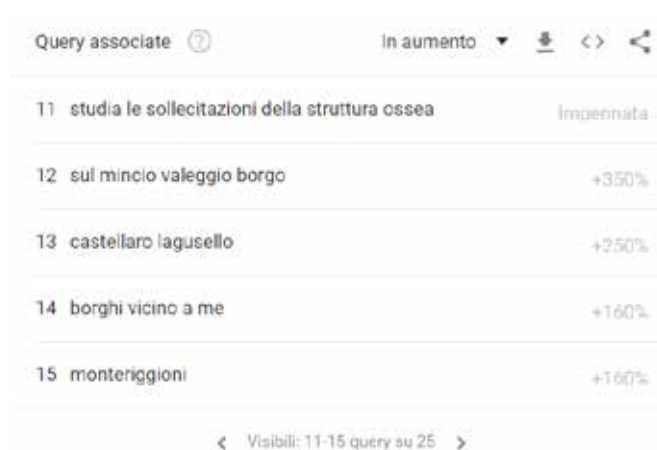 Query associate ? In aumento
11 studia le sollecitazioni della struttura ossea Impennata
12 sul mincio valeggio borgo +350%
13 castellaro lagusello +250%
14 borghi vicino a me +160%
15 monteriggioni +160%
Visibili: 11-15 query su 25